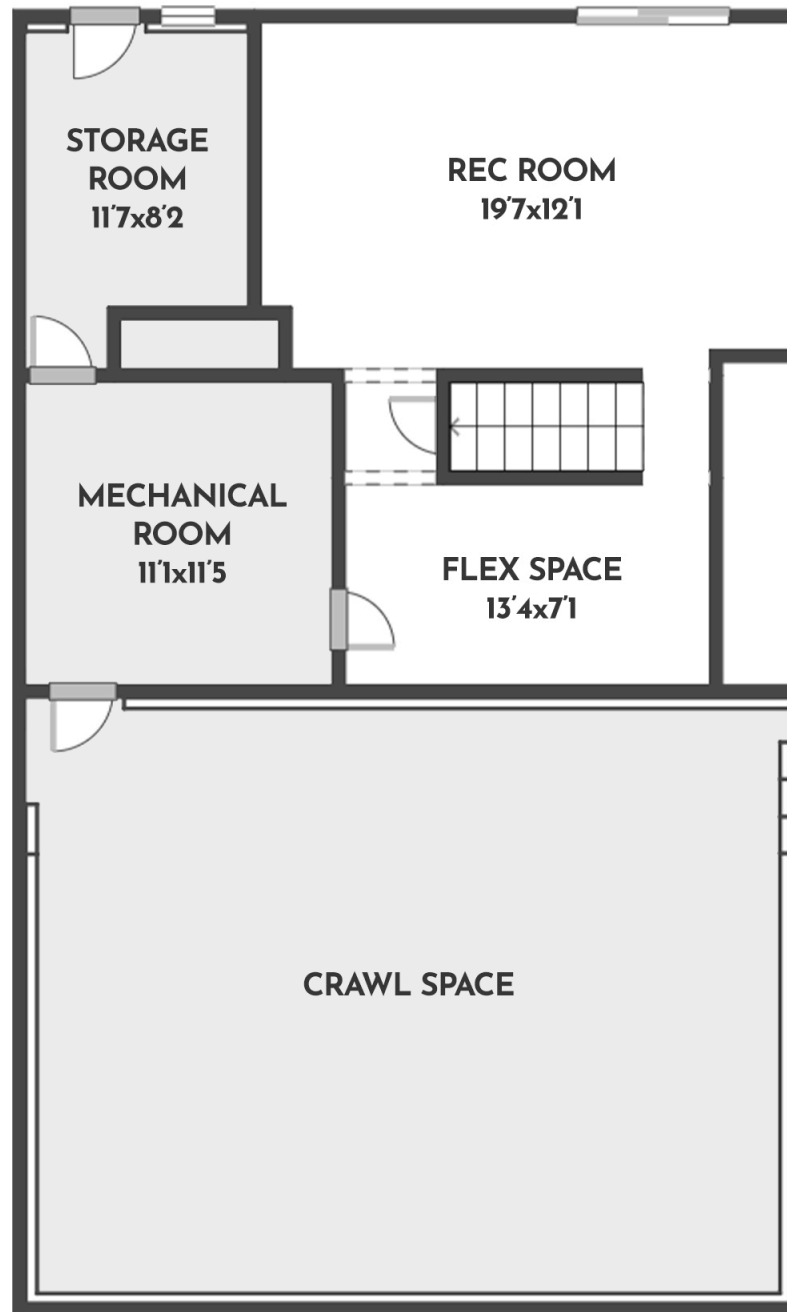 STORAGE
ROOM
11'7x8'2
REC ROOM
19'7x12'1
MECHANICAL
ROOM
11'1x11'5
FLEX SPACE
13'4x7'1
CRAWL SPACE